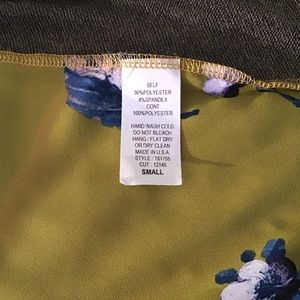 SELF
96%POLYESTER
4%SPANDEX
CONT
100%POLYESTER
HAND WASH COLD
DO NOT BLEACH
HANG / FLAT DRY
OR DRY CLEAN
MADE IN U.S.A
STYLE : T61755
CUT : 12145
SMALL